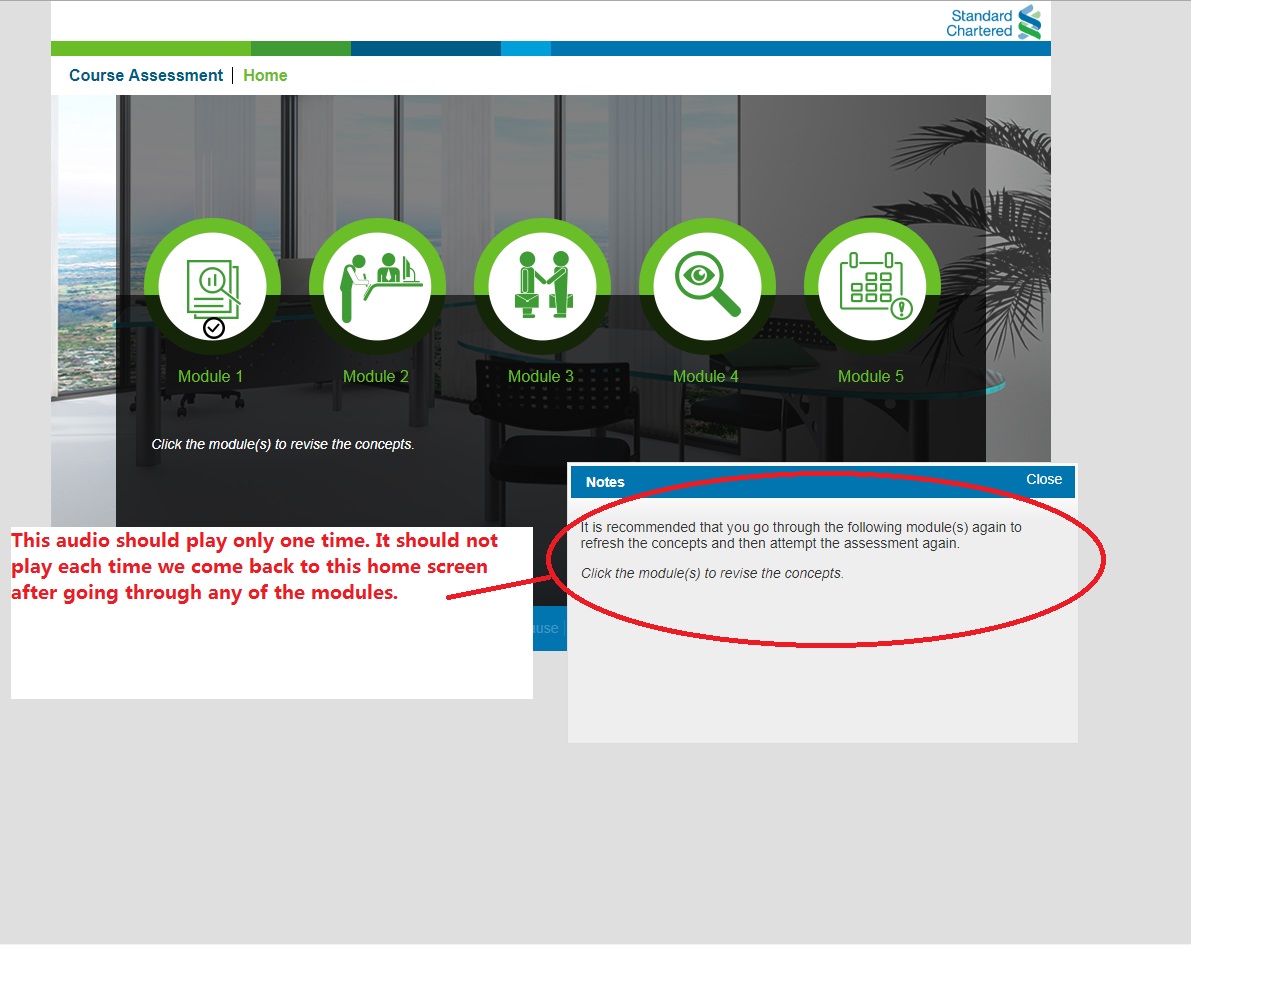 Standard
Chartered
Course Assessment | Home
Module 1
Module 2
Module 3
Module 4
Module 5
Click the module(s) to revise the concepts.
Notes
Close
It is recommended that you go through the following module(s) again to
refresh the concepts and then attempt the assessment again.
Click the module(s) to revise the concepts.
This audio should play only one time. It should not
play each time we come back to this home screen
after going through any of the modules.